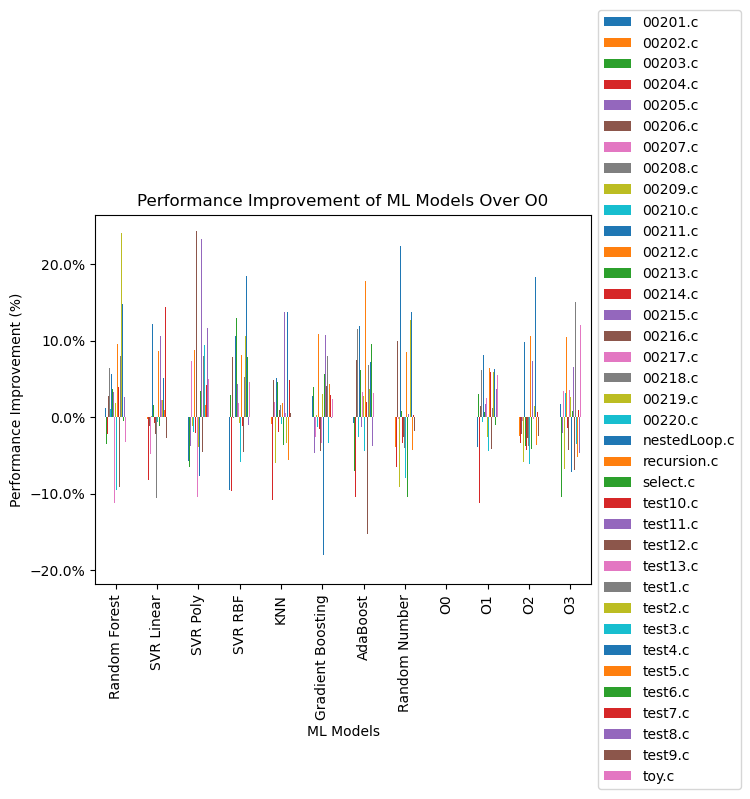 Performance Improvement of ML Models Over O0
Performance Improvement (%)
20.0%
10.0%
0.0%
−10.0%
−20.0%
Random Forest
SVR Linear
SVR Poly
SVR RBF
KNN
Gradient Boosting
AdaBoost
Random Number
O0
O1
O2
O3
ML Models
00201.c
00202.c
00203.c
00204.c
00205.c
00206.c
00207.c
00208.c
00209.c
00210.c
00211.c
00212.c
00213.c
00214.c
00215.c
00216.c
00217.c
00218.c
00219.c
00220.c
nestedLoop.c
recursion.c
select.c
test10.c
test11.c
test12.c
test13.c
test1.c
test2.c
test3.c
test4.c
test5.c
test6.c
test7.c
test8.c
test9.c
toy.c